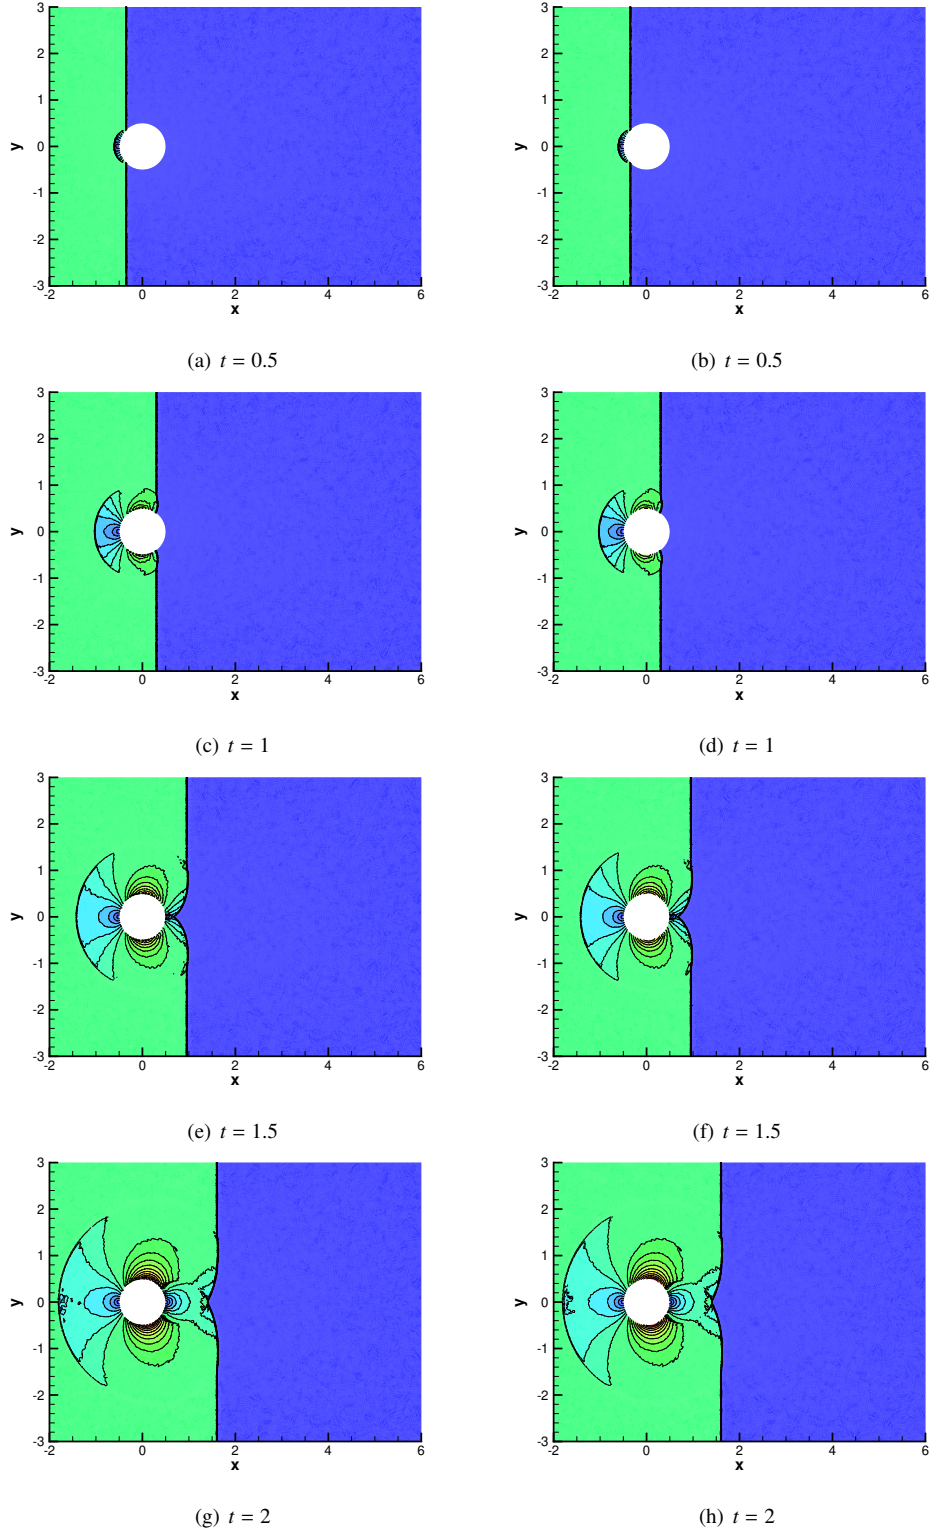 3
2
1
y 0
-1
-2
-3
-2 0 2 4 6
x
(a) t = 0.5
3
2
1
y 0
-1
-2
-3
-2 0 2 4 6
x
(b) t = 0.5
3
2
1
y 0
-1
-2
-3
-2 0 2 4 6
x
(c) t = 1
3
2
1
y 0
-1
-2
-3
-2 0 2 4 6
x
(d) t = 1
3
2
1
y 0
-1
-2
-3
-2 0 2 4 6
x
(e) t = 1.5
3
2
1
y 0
-1
-2
-3
-2 0 2 4 6
x
(f) t = 1.5
3
2
1
y 0
-1
-2
-3
-2 0 2 4 6
x
(g) t = 2
3
2
1
y 0
-1
-2
-3
-2 0 2 4 6
x
(h) t = 2